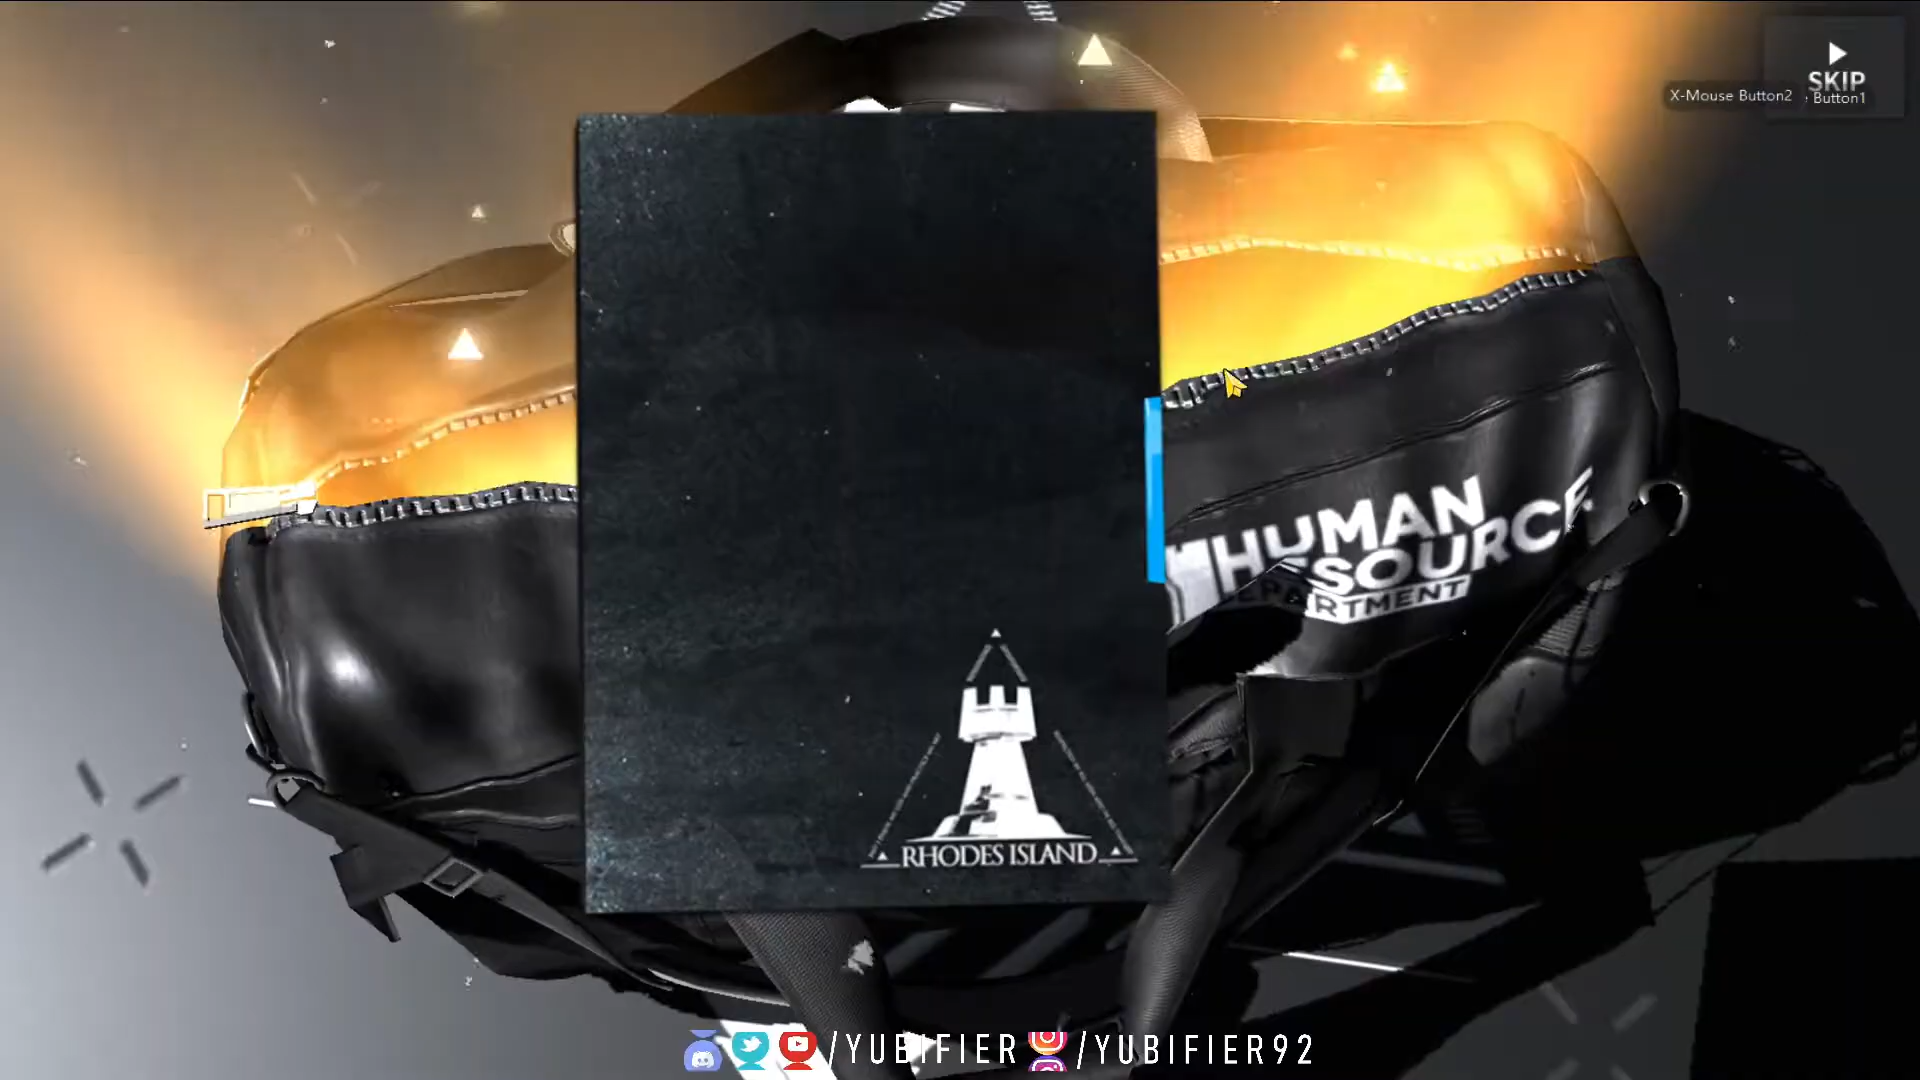 SKIP
X-Mouse Button2
Button1
HUMAN
RESOURCE
DEPARTMENT
RHODES ISLAND
/YUBIFIER /YUBIFIER92